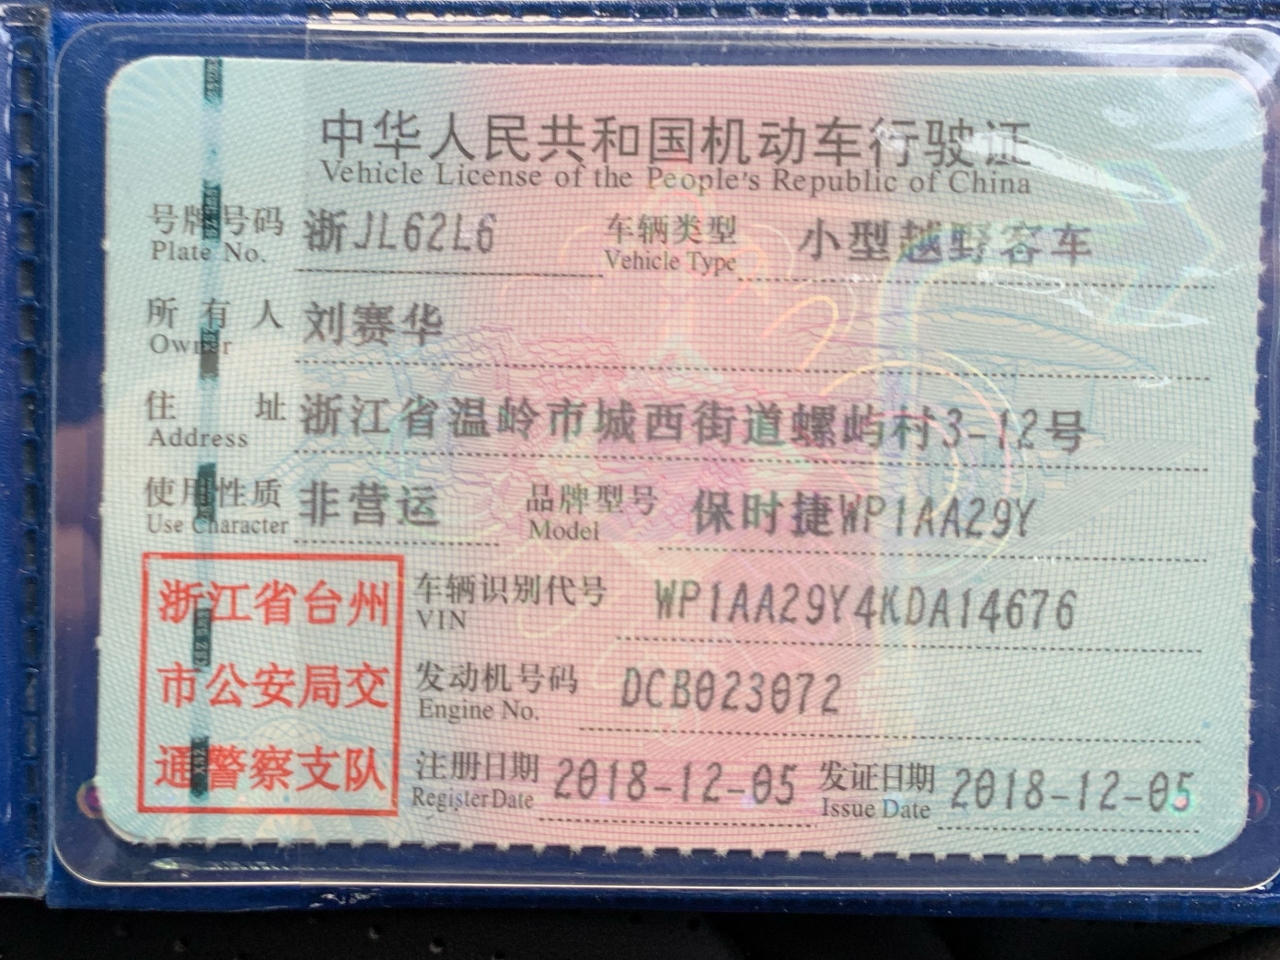 中华人民共和国机动车行驶证
Vehicle License of the People's Republic of China
号牌号码 浙JL62L6 车辆类型 小型越野客车
Plate No. Vehicle Type
所有人 刘赛华
Owner
住址 浙江省温岭市城西街道螺屿村3-12号
Address
使用性质 非营运 品牌型号 保时捷WP1AA29Y
Use Character Model
浙江省台州
市公安局交
通警察支队
车辆识别代号 WP1AA29Y4KDA14676
VIN
发动机号码 DCB023072
Engine No.
注册日期 2018-12-05 发证日期 2018-12-05
Register Date Issue Date